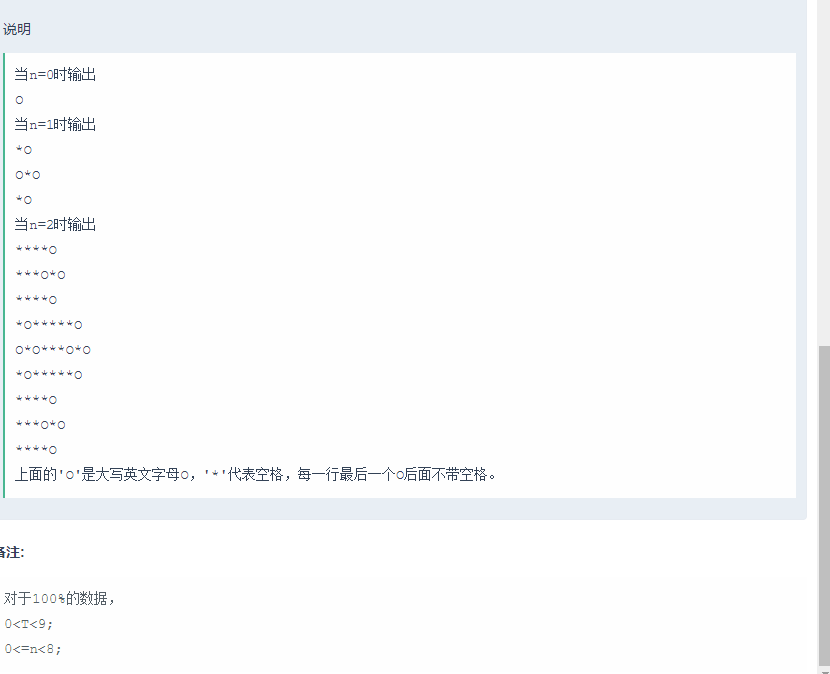 说明
当n=0时输出
O
当n=1时输出
*O
O*O
*O
当n=2时输出
****O
***O*O
****O
*O*****O
O*O***O*O
*O*****O
****O
***O*O
****O
上面的'O'是大写英文字母O，'*'代表空格，每一行最后一个O后面不带空格。
备注:
对于100%的数据，
0<T<9;
0<=n<8;